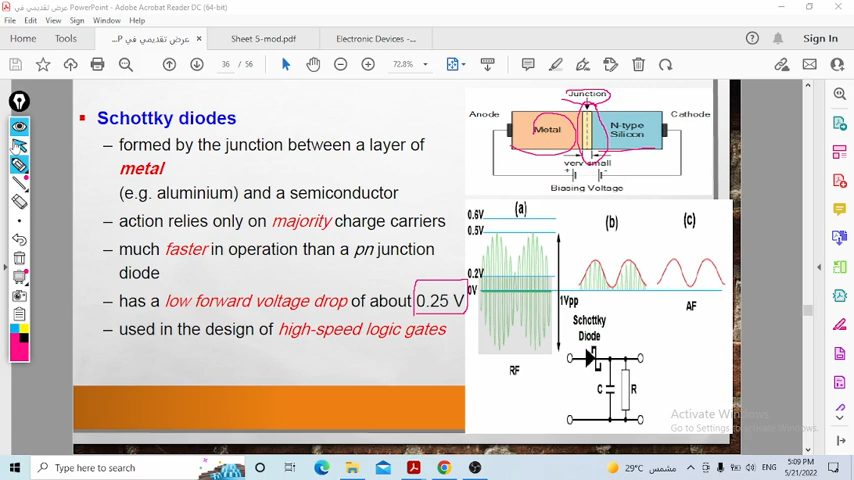 عرض تقديمي في PowerPoint - Adobe Acrobat Reader DC (64-bit)
File Edit View Sign Window Help
Home Tools
عرض تقديمي في P...
Sheet 5-mod.pdf
Electronic Devices -...
Sign In
36 / 56
72.8%
Schottky diodes
– formed by the junction between a layer of
metal
(e.g. aluminium) and a semiconductor
– action relies only on majority charge carriers
– much faster in operation than a pn junction
diode
– has a low forward voltage drop of about 0.25 V
– used in the design of high-speed logic gates
Junction
Anode
Metal
N-type
Silicon
Cathode
very small
+ -
Biasing Voltage
0.6V
0.5V
0.2V
0V
(a)
(b)
(c)
1Vpp
RF
AF
Schottky
Diode
C
R
Activate Windows
Go to Settings to activate Windows.
Type here to search
29°C مشمس
ENG
5:09 PM
5/21/2022